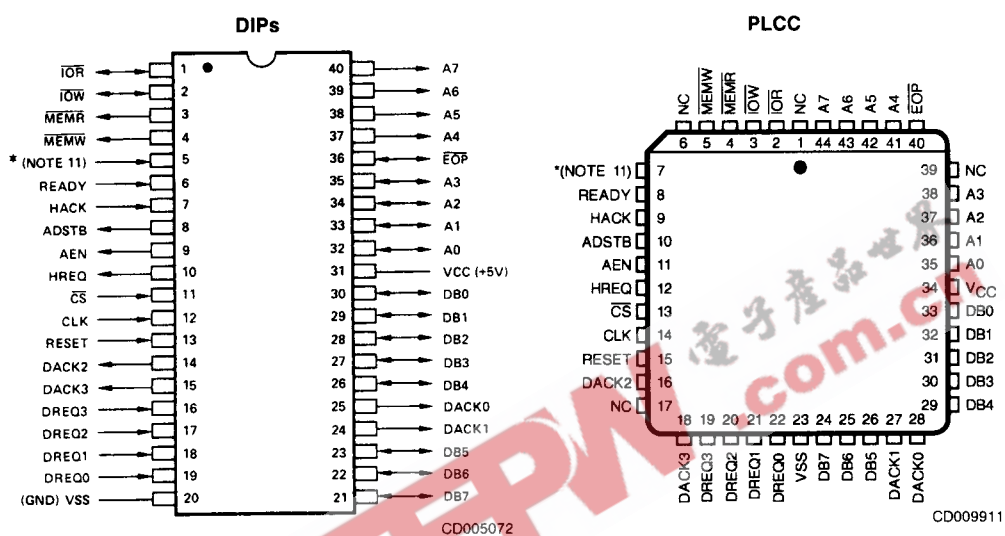 DIPs
IOR 1 40 A7
IOW 2 39 A6
MEMR 3 38 A5
MEMW 4 37 A4
* (NOTE 11) 5 36 EOP
READY 6 35 A3
HACK 7 34 A2
ADSTB 8 33 A1
AEN 9 32 A0
HREQ 10 31 VCC (+5V)
CS 11 30 DB0
CLK 12 29 DB1
RESET 13 28 DB2
DACK2 14 27 DB3
DACK3 15 26 DB4
DREQ3 16 25 DACK0
DREQ2 17 24 DACK1
DREQ1 18 23 DB5
DREQ0 19 22 DB6
(GND) VSS 20 21 DB7
CD005072
PLCC
NC MEMW MEMR IOW IOR NC A7 A6 A5 A4 EOP
6 5 4 3 2 1 44 43 42 41 40
*(NOTE 11) 7 39 NC
READY 8 38 A3
HACK 9 37 A2
ADSTB 10 36 A1
AEN 11 35 A0
HREQ 12 34 VCC
CS 13 33 DB0
CLK 14 32 DB1
RESET 15 31 DB2
DACK2 16 30 DB3
NC 17 29 DB4
18 19 20 21 22 23 24 25 26 27 28
DACK3 DREQ3 DREQ2 DREQ1 DREQ0 VSS DB7 DB6 DB5 DACK1 DACK0
CD009911
電子產品世界
.com.cn